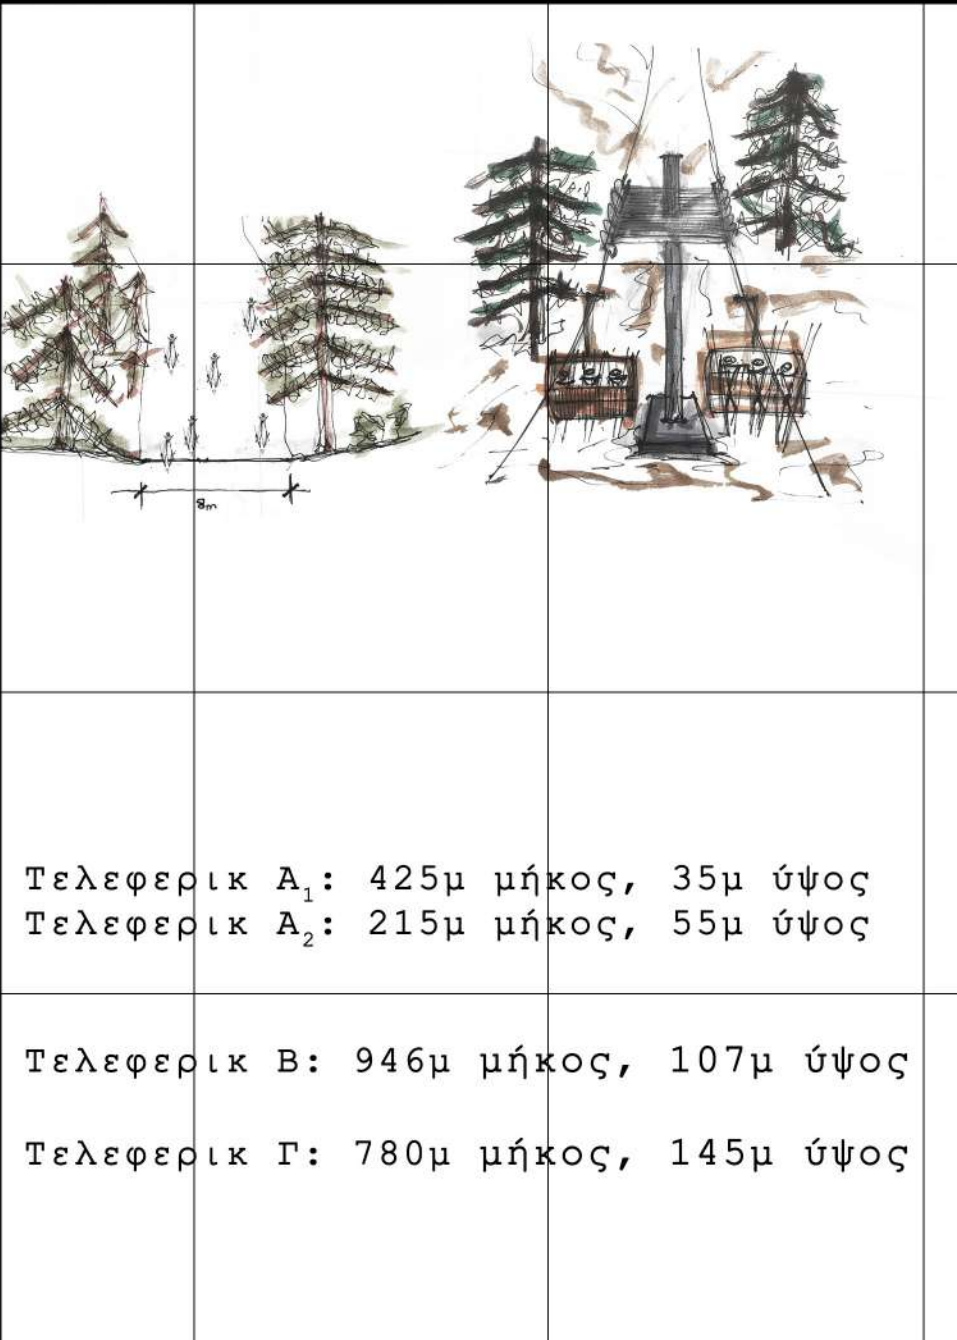 8m
Τελεφερικ Α₁: 425μ μήκος, 35μ ύψος
Τελεφερικ Α₂: 215μ μήκος, 55μ ύψος
Τελεφερικ Β: 946μ μήκος, 107μ ύψος
Τελεφερικ Γ: 780μ μήκος, 145μ ύψος